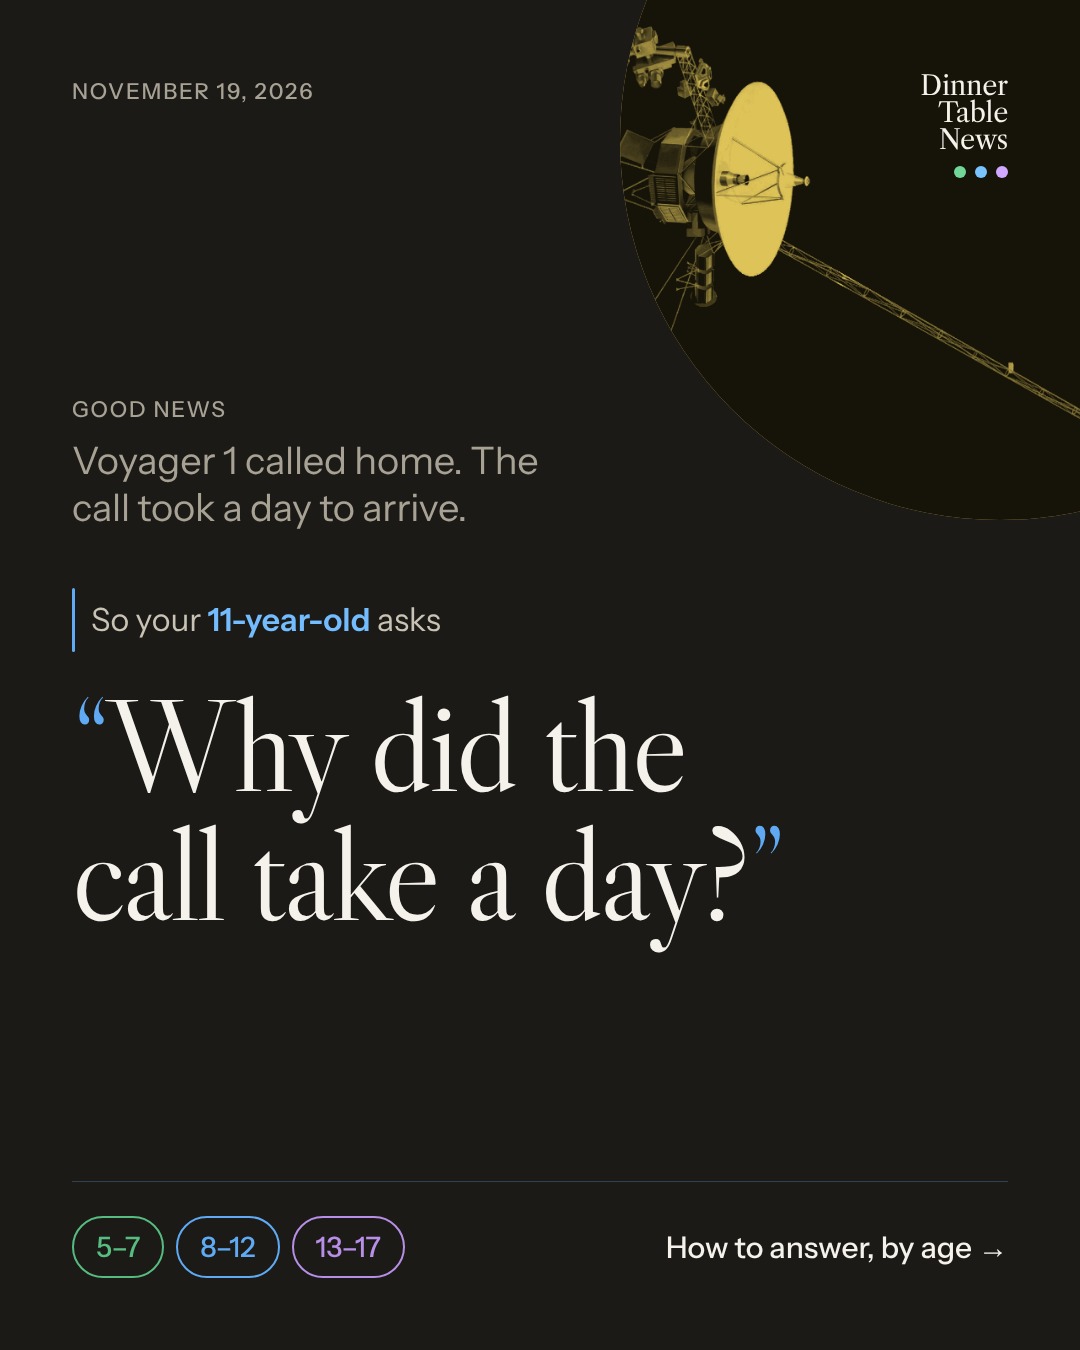 NOVEMBER 19, 2026
Dinner
Table
News
GOOD NEWS
Voyager 1 called home. The
call took a day to arrive.
So your 11-year-old asks
“Why did the
call take a day?”
5–7
8–12
13–17
How to answer, by age →